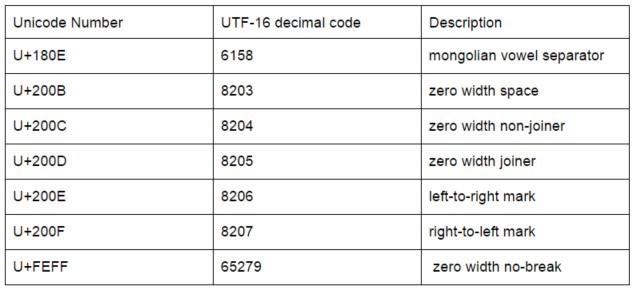 Unicode Number UTF-16 decimal code Description
U+180E 6158 mongolian vowel separator
U+200B 8203 zero width space
U+200C 8204 zero width non-joiner
U+200D 8205 zero width joiner
U+200E 8206 left-to-right mark
U+200F 8207 right-to-left mark
U+FEFF 65279 zero width no-break